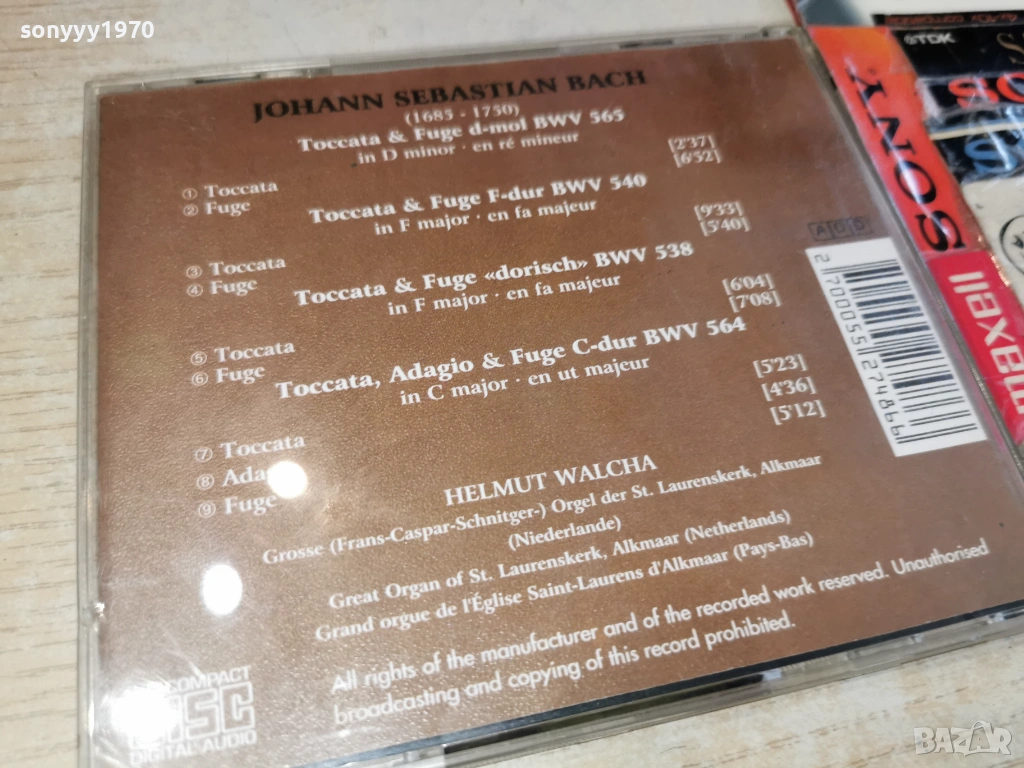 sonyyy1970
JOHANN SEBASTIAN BACH
(1685 - 1750)
Toccata & Fuge d-mol BWV 565
in D minor · en ré mineur
① Toccata [2'37]
② Fuge [6'52]
Toccata & Fuge F-dur BWV 540
in F major · en fa majeur
③ Toccata [9'33]
④ Fuge [5'40]
Toccata & Fuge «dorisch» BWV 538
in F major · en fa majeur
⑤ Toccata [6'04]
⑥ Fuge [7'08]
Toccata, Adagio & Fuge C-dur BWV 564
in C major · en ut majeur
⑦ Toccata [5'23]
⑧ Ada [4'36]
⑨ Fuge [5'12]
HELMUT WALCHA
Grosse (Frans-Caspar-Schnitger-) Orgel der St. Laurenskerk, Alkmaar
(Niederlande)
Great Organ of St. Laurenskerk, Alkmaar (Netherlands)
Grand orgue de l'Église Saint-Laurens d'Alkmaar (Pays-Bas)
All rights of the manufacturer and of the recorded work reserved. Unauthorised
broadcasting and copying of this record prohibited.
COMPACT
DISC
DIGITAL AUDIO
2 700055 274866
TDK
SONY
maxell
BAZAR